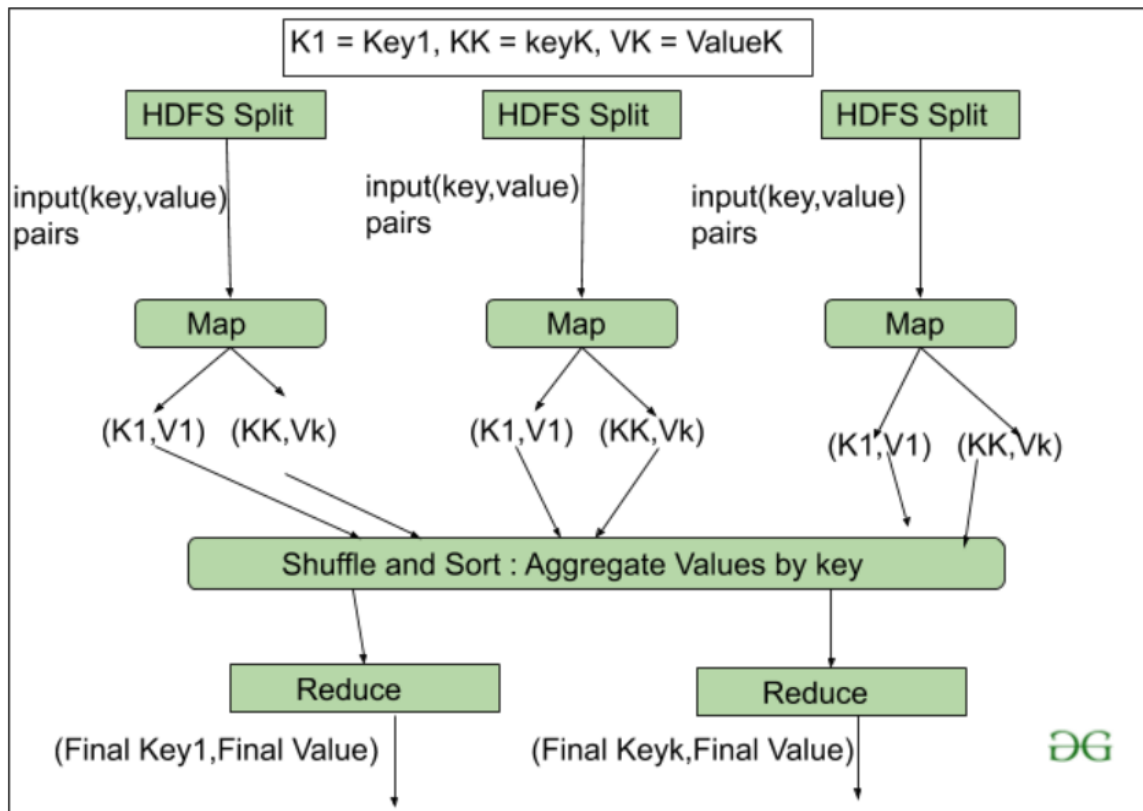 K1 = Key1, KK = keyK, VK = ValueK
HDFS Split
HDFS Split
HDFS Split
input(key,value)
pairs
input(key,value)
pairs
input(key,value)
pairs
Map
Map
Map
(K1,V1)
(KK,Vk)
(K1,V1)
(KK,Vk)
(K1,V1)
(KK,Vk)
Shuffle and Sort : Aggregate Values by key
Reduce
Reduce
(Final Key1,Final Value)
(Final Keyk,Final Value)